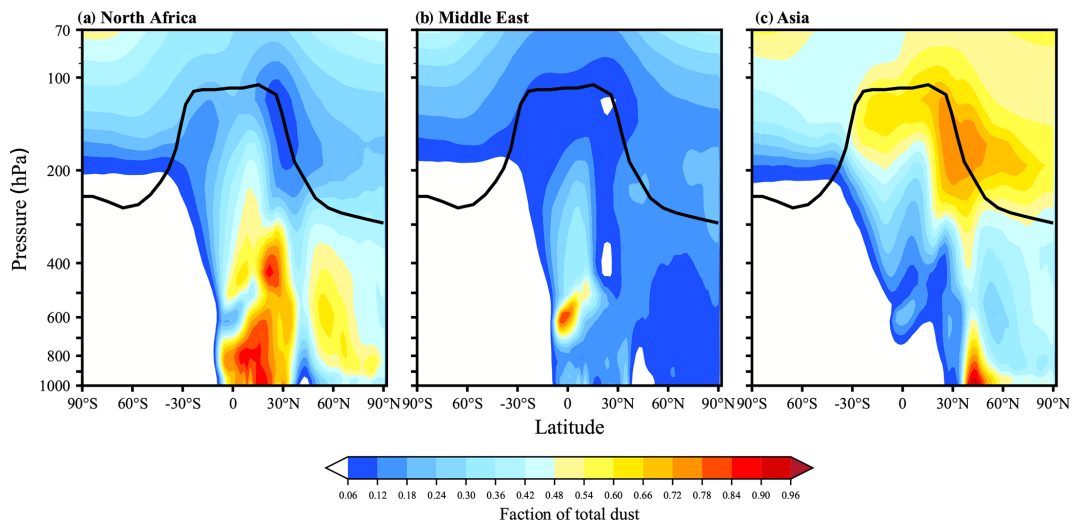 (a) North Africa (b) Middle East (c) Asia
70
100
200
400
600
800
1000
Pressure (hPa)
90°S 60°S -30°S 0 30°N 60°N 90°N 90°S 60°S -30°S 0 30°N 60°N 90°N 90°S 60°S -30°S 0 30°N 60°N 90°N
Latitude
0.06 0.12 0.18 0.24 0.30 0.36 0.42 0.48 0.54 0.60 0.66 0.72 0.78 0.84 0.90 0.96
Faction of total dust